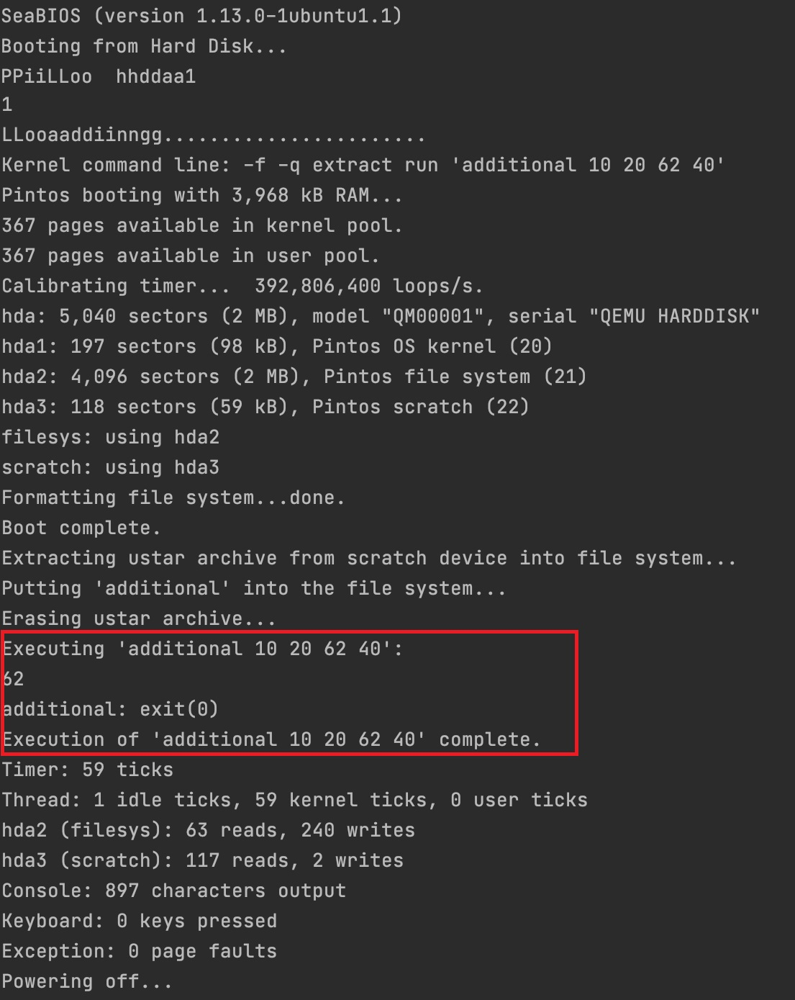 SeaBIOS (version 1.13.0-1ubuntu1.1)
Booting from Hard Disk...
PPiiLLoo  hhddaa1
1
LLooaaddiinngg.......................
Kernel command line: -f -q extract run 'additional 10 20 62 40'
Pintos booting with 3,968 kB RAM...
367 pages available in kernel pool.
367 pages available in user pool.
Calibrating timer...  392,806,400 loops/s.
hda: 5,040 sectors (2 MB), model "QM00001", serial "QEMU HARDDISK"
hda1: 197 sectors (98 kB), Pintos OS kernel (20)
hda2: 4,096 sectors (2 MB), Pintos file system (21)
hda3: 118 sectors (59 kB), Pintos scratch (22)
filesys: using hda2
scratch: using hda3
Formatting file system...done.
Boot complete.
Extracting ustar archive from scratch device into file system...
Putting 'additional' into the file system...
Erasing ustar archive...
Executing 'additional 10 20 62 40':
62
additional: exit(0)
Execution of 'additional 10 20 62 40' complete.
Timer: 59 ticks
Thread: 1 idle ticks, 59 kernel ticks, 0 user ticks
hda2 (filesys): 63 reads, 240 writes
hda3 (scratch): 117 reads, 2 writes
Console: 897 characters output
Keyboard: 0 keys pressed
Exception: 0 page faults
Powering off...